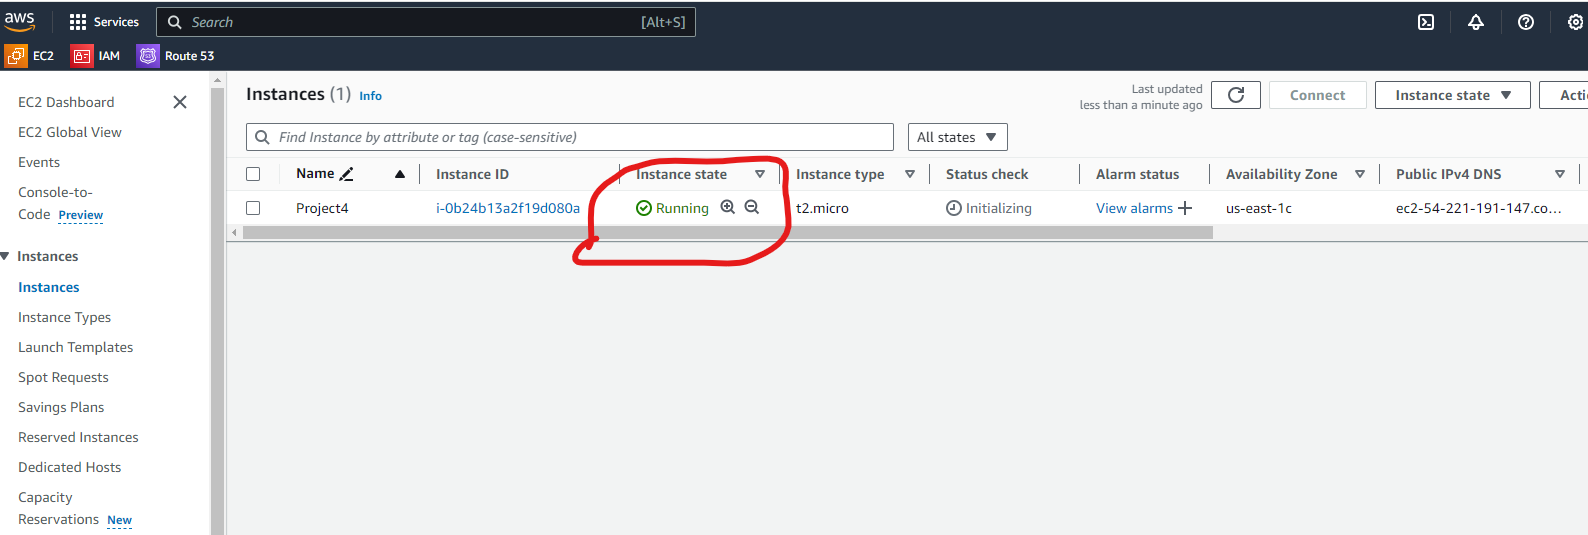 aws
Services
Search
[Alt+S]
EC2
IAM
Route 53
EC2 Dashboard
EC2 Global View
Events
Console-to-
Code Preview
Instances
Instances
Instance Types
Launch Templates
Spot Requests
Savings Plans
Reserved Instances
Dedicated Hosts
Capacity
Reservations New
Instances (1) Info
Last updated
less than a minute ago
Connect
Instance state
Acti
Find Instance by attribute or tag (case-sensitive)
All states
Name Instance ID Instance state Instance type Status check Alarm status Availability Zone Public IPv4 DNS
Project4 i-0b24b13a2f19d080a Running t2.micro Initializing View alarms us-east-1c ec2-54-221-191-147.co...